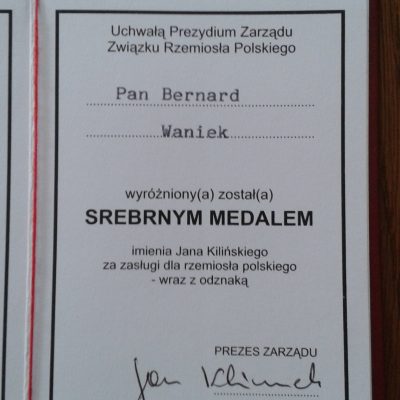 Uchwałą Prezydium Zarządu
Związku Rzemiosła Polskiego
Pan Bernard
Waniek
wyróżniony(a) został(a)
SREBRNYM MEDALEM
imienia Jana Kilińskiego
za zasługi dla rzemiosła polskiego
- wraz z odznaką
PREZES ZARZĄDU
Jan